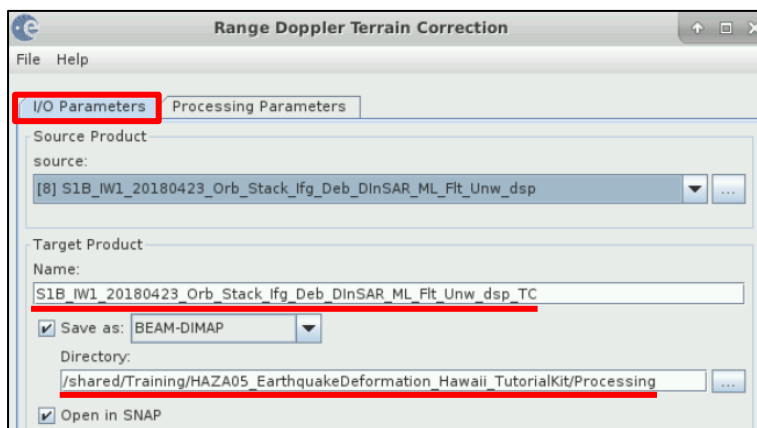 Range Doppler Terrain Correction
File Help
I/O Parameters Processing Parameters
Source Product
source:
[8] S1B_IW1_20180423_Orb_Stack_Ifg_Deb_DInSAR_ML_Flt_Unw_dsp
...
Target Product
Name:
S1B_IW1_20180423_Orb_Stack_Ifg_Deb_DInSAR_ML_Flt_Unw_dsp_TC
Save as: BEAM-DIMAP
Directory:
/shared/Training/HAZA05_EarthquakeDeformation_Hawaii_TutorialKit/Processing
...
Open in SNAP